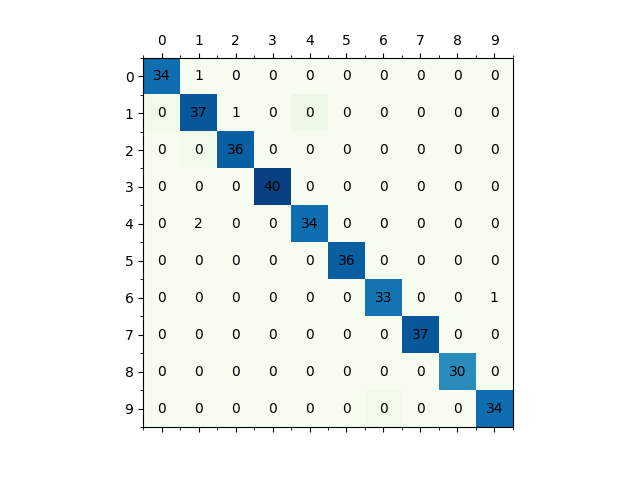 0 1 2 3 4 5 6 7 8 9
0 34 1 0 0 0 0 0 0 0 0
1 0 37 1 0 0 0 0 0 0 0
2 0 0 36 0 0 0 0 0 0 0
3 0 0 0 40 0 0 0 0 0 0
4 0 2 0 0 34 0 0 0 0 0
5 0 0 0 0 0 36 0 0 0 0
6 0 0 0 0 0 0 33 0 0 1
7 0 0 0 0 0 0 0 37 0 0
8 0 0 0 0 0 0 0 0 30 0
9 0 0 0 0 0 0 0 0 0 34